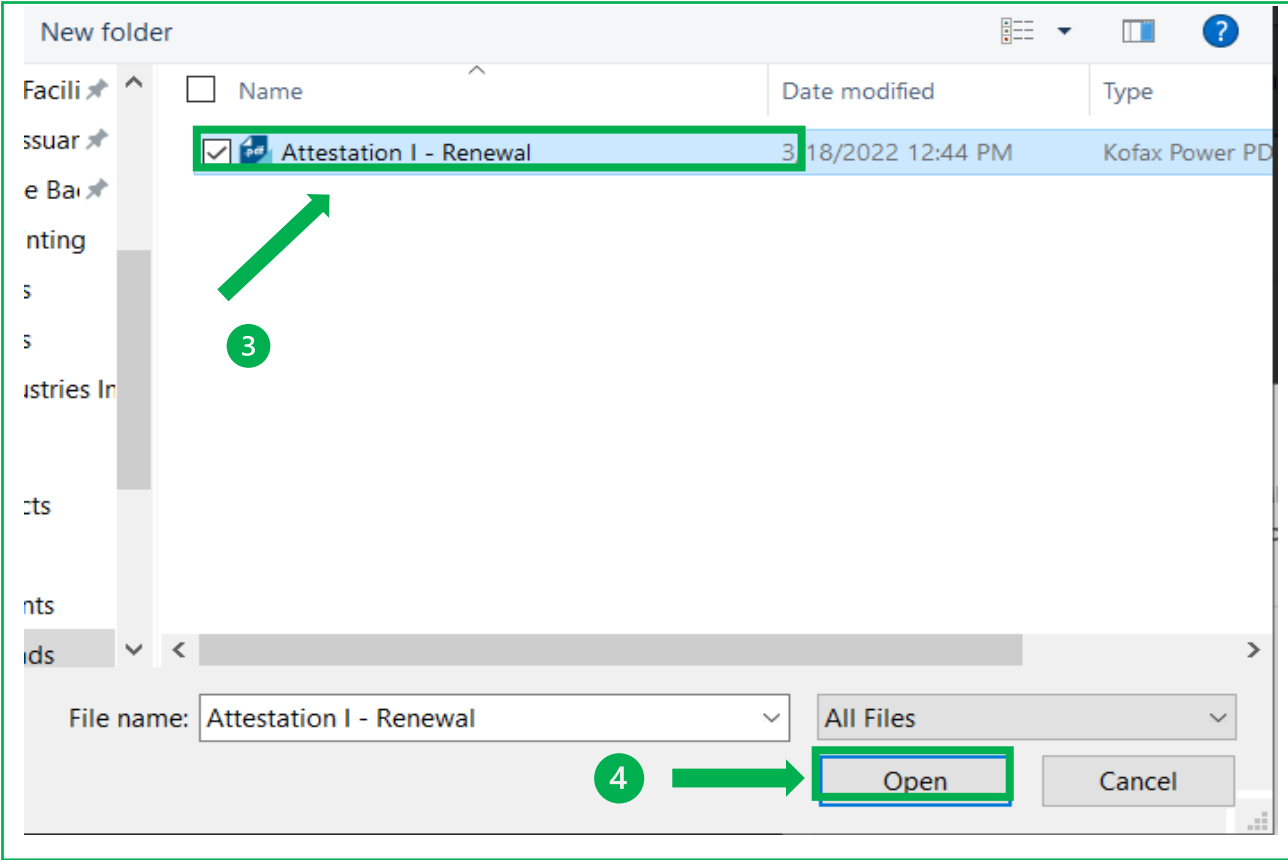 New folder
Facili
ssuar
e Ba
nting
s
s
ustries In
cts
nts
ds
Name Date modified Type
pdf Attestation I - Renewal 3/18/2022 12:44 PM Kofax Power PD
3
File name: Attestation I - Renewal All Files
4 Open Cancel